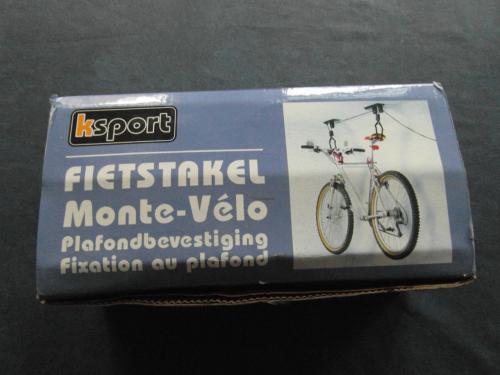 ksport
FIETSTAKEL
Monte-Vélo
Plafondbevestiging
Fixation au plafond